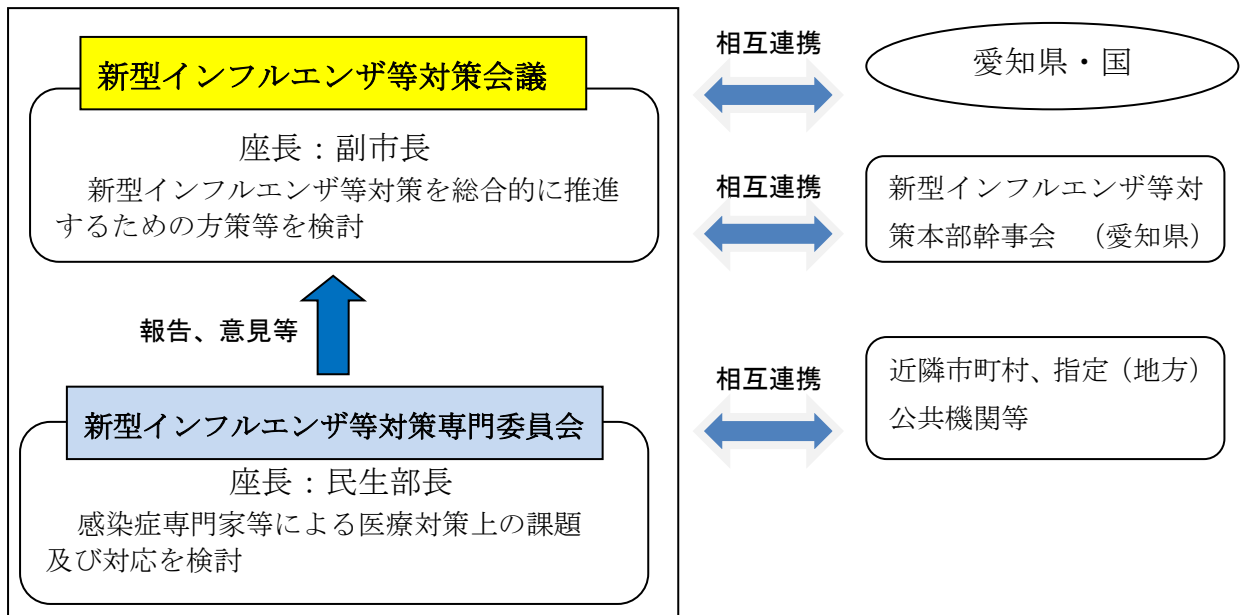 新型インフルエンザ等対策会議
座長：副市長
新型インフルエンザ等対策を総合的に推進
するための方策等を検討
報告、意見等
新型インフルエンザ等対策専門委員会
座長：民生部長
感染症専門家等による医療対策上の課題
及び対応を検討
相互連携
愛知県・国
相互連携
新型インフルエンザ等対
策本部幹事会　（愛知県）
相互連携
近隣市町村、指定（地方）
公共機関等